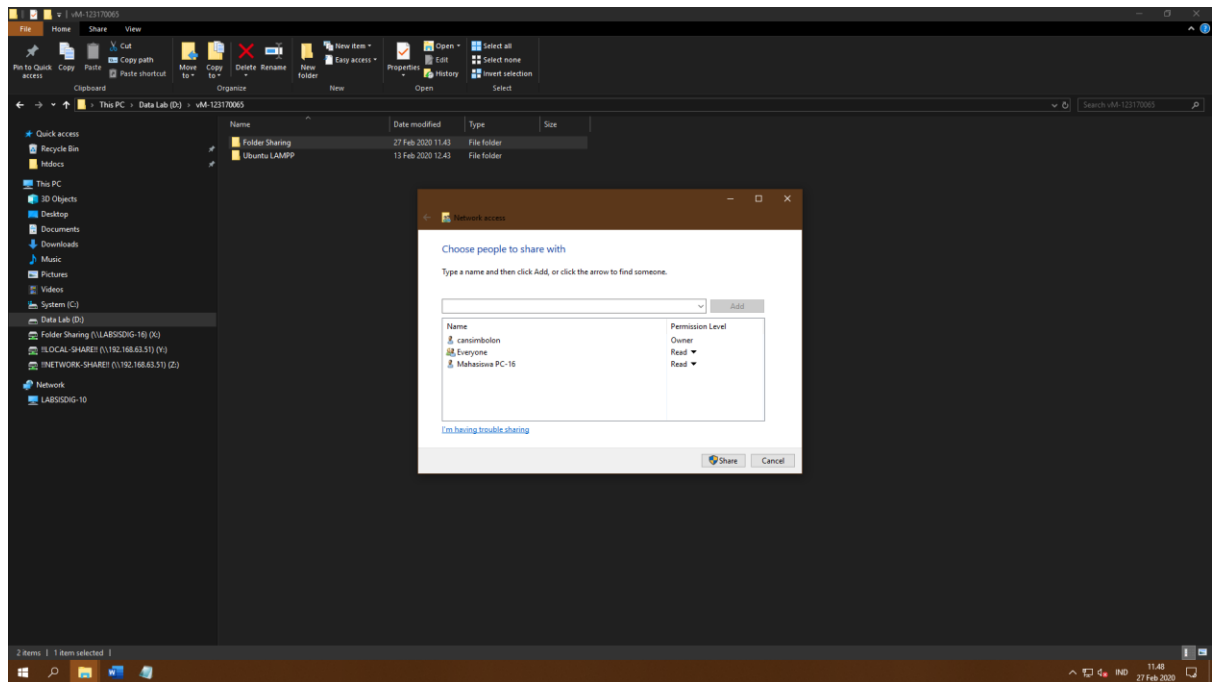 vM-123170065
File Home Share View
Pin to Quick access
Copy
Paste
Cut
Copy path
Paste shortcut
Clipboard
Move to
Copy to
Delete
Rename
Organize
New folder
New item
Easy access
New
Properties
Open
Edit
History
Open
Select all
Select none
Invert selection
Select
This PC > Data Lab (D:) > vM-123170065
Search vM-123170065
Name Date modified Type Size
Folder Sharing 27 Feb 2020 11.43 File folder
Ubuntu LAMPP 13 Feb 2020 12.43 File folder
Quick access
Recycle Bin
htdocs
This PC
3D Objects
Desktop
Documents
Downloads
Music
Pictures
Videos
System (C:)
Data Lab (D:)
Folder Sharing (\\LABSISDIG-16) (X:)
!!LOCAL-SHARE!! (\\192.168.63.51) (Y:)
!!NETWORK-SHARE!! (\\192.168.63.51) (Z:)
Network
LABSISDIG-10
Network access
Choose people to share with
Type a name and then click Add, or click the arrow to find someone.
Add
Name Permission Level
cansimbolon Owner
Everyone Read
Mahasiswa PC-16 Read
I'm having trouble sharing
Share Cancel
2 items 1 item selected
IND
11.48
27 Feb 2020